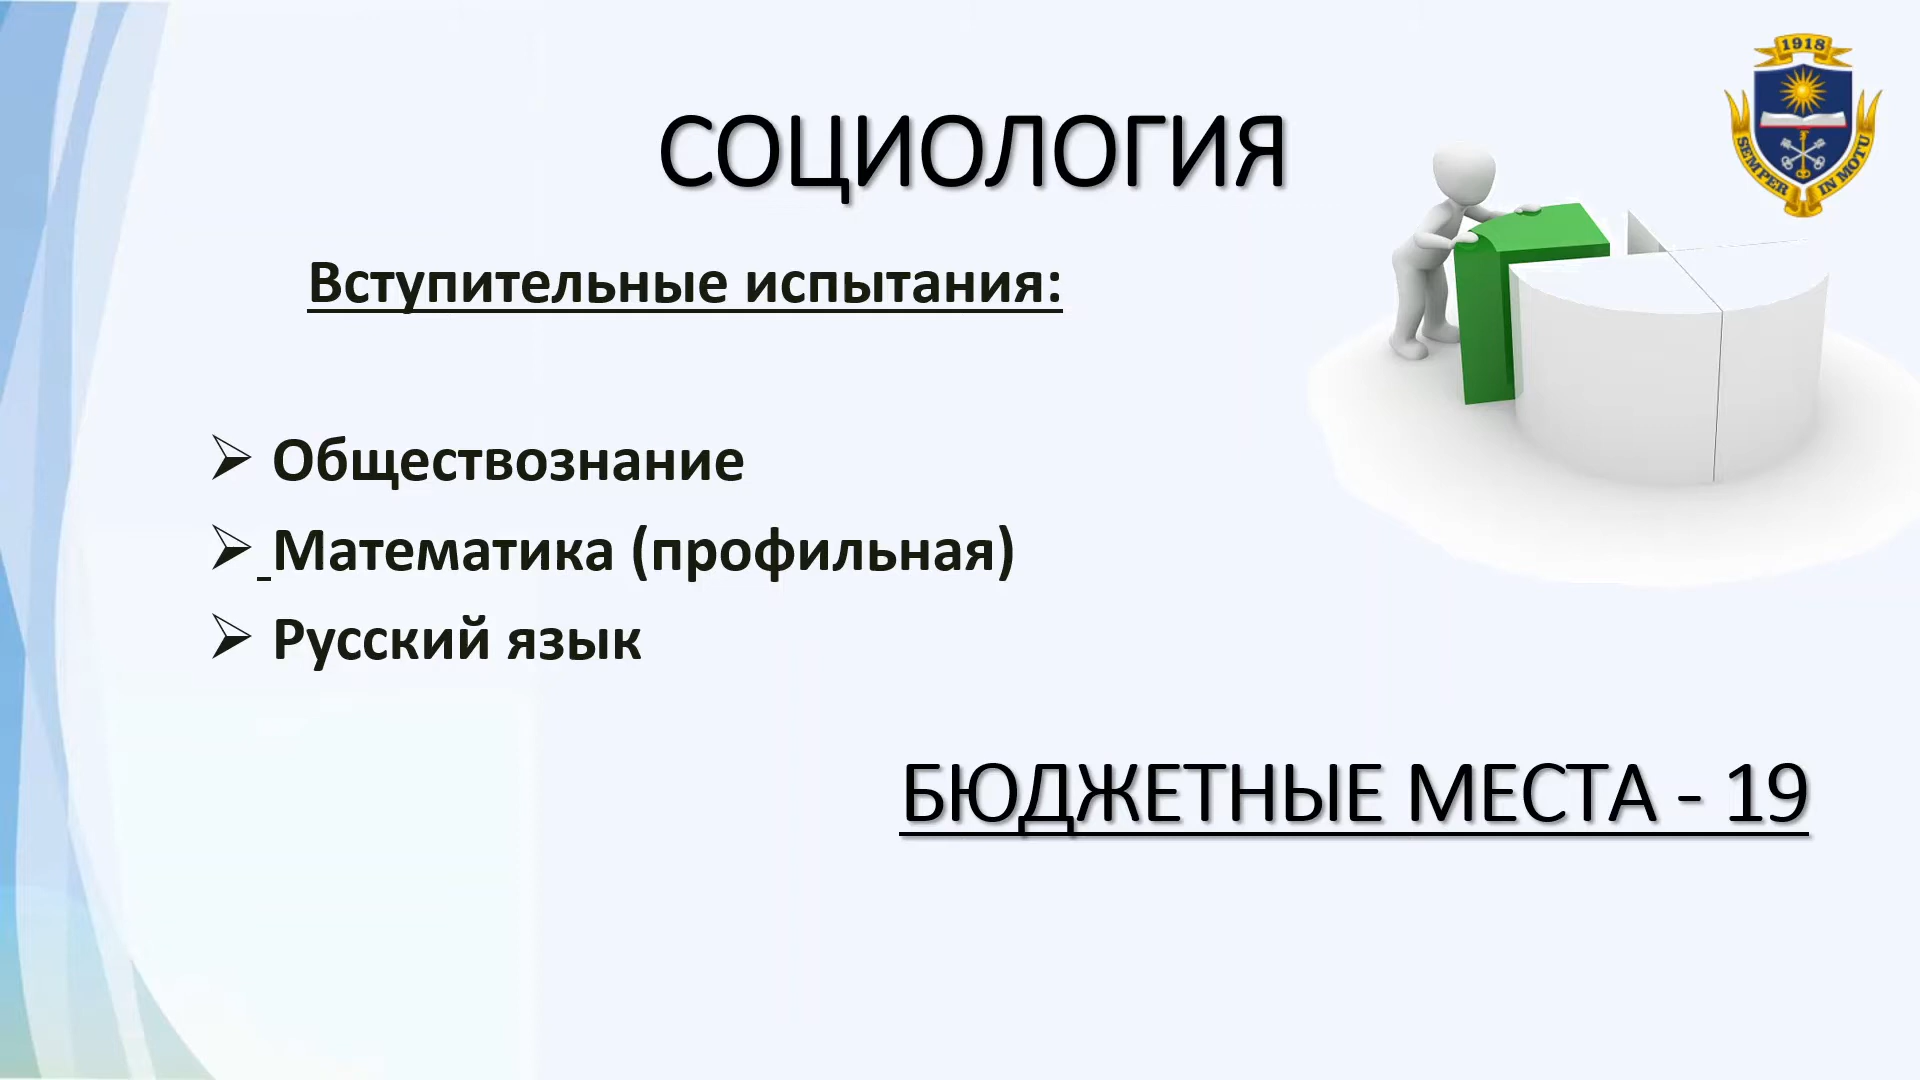 1918
СОЦИОЛОГИЯ
SEMPER IN MOTU
Вступительные испытания:
Обществознание
Математика (профильная)
Русский язык
БЮДЖЕТНЫЕ МЕСТА - 19